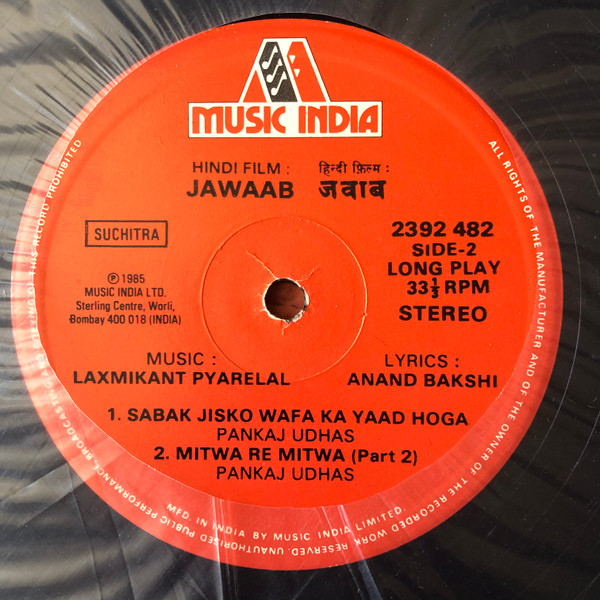 MUSIC INDIA
HINDI FILM : हिन्दी फ़िल्म :
JAWAAB जवाब
SUCHITRA
2392 482
SIDE-2
LONG PLAY
33⅓ RPM
STEREO
℗ 1985
MUSIC INDIA LTD.
Sterling Centre, Worli,
Bombay 400 018 (INDIA)
MUSIC : LYRICS :
LAXMIKANT PYARELAL ANAND BAKSHI
1. SABAK JISKO WAFA KA YAAD HOGA
PANKAJ UDHAS
2. MITWA RE MITWA (Part 2)
PANKAJ UDHAS
MFD. IN INDIA BY MUSIC INDIA LIMITED.
ALL RIGHTS OF THE MANUFACTURER AND OF THE OWNER OF THE RECORDED WORK RESERVED. UNAUTHORISED PUBLIC PERFORMANCE, BROADCASTING THIS RECORD PROHIBITED